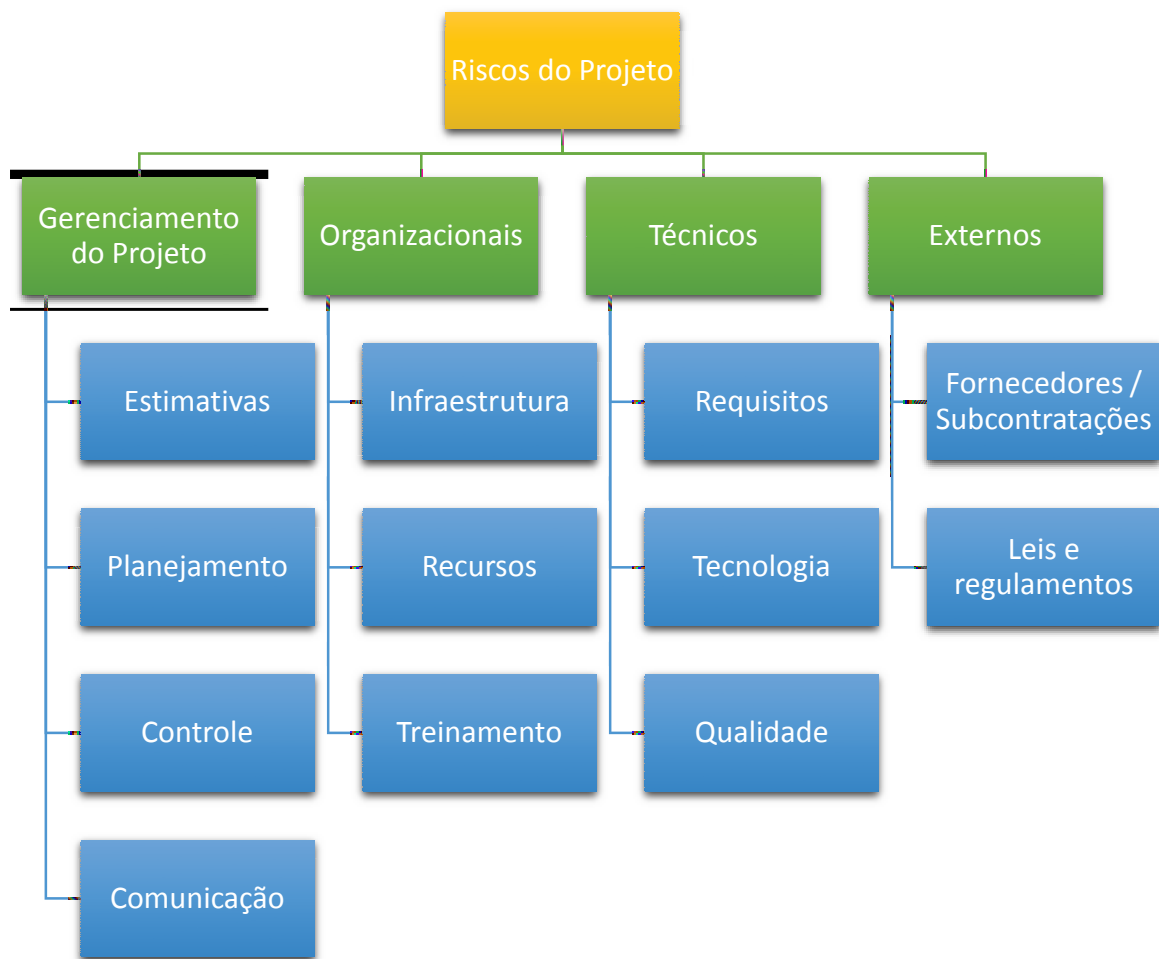 Riscos do Projeto
Gerenciamento
do Projeto
Organizacionais
Técnicos
Externos
Estimativas
Planejamento
Controle
Comunicação
Infraestrutura
Recursos
Treinamento
Requisitos
Tecnologia
Qualidade
Fornecedores /
Subcontratações
Leis e
regulamentos